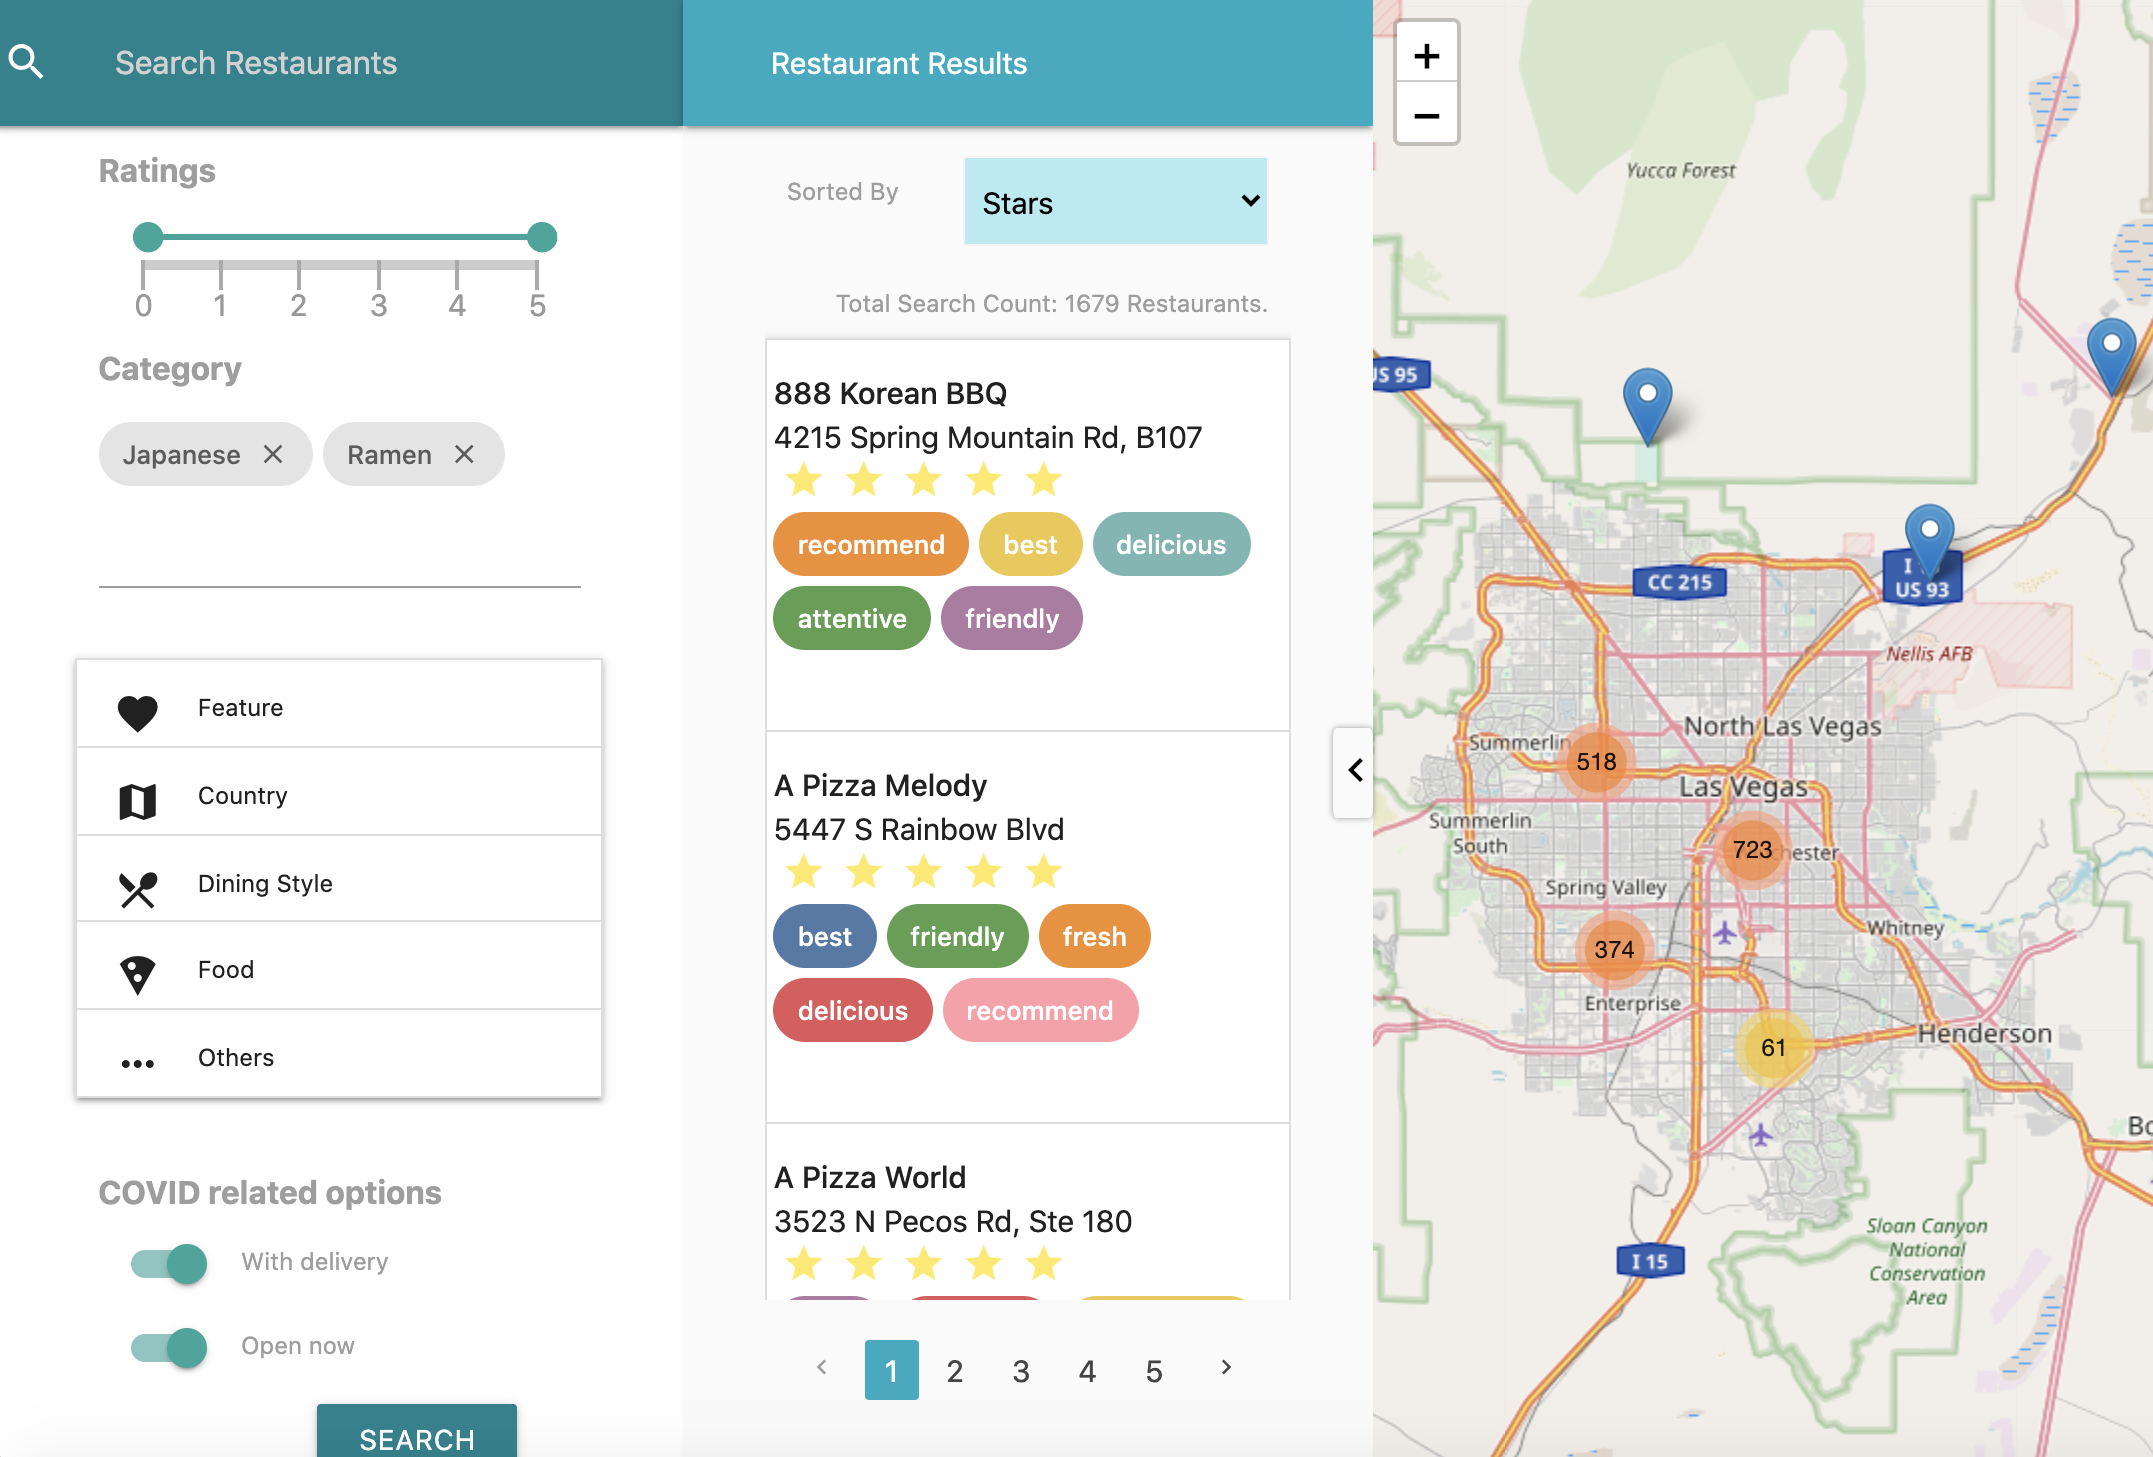 Search Restaurants
Ratings
0 1 2 3 4 5
Category
Japanese
Ramen
Feature
Country
Dining Style
Food
Others
COVID related options
With delivery
Open now
SEARCH
Restaurant Results
Sorted By
Stars
Total Search Count: 1679 Restaurants.
888 Korean BBQ
4215 Spring Mountain Rd, B107
recommend best delicious
attentive friendly
A Pizza Melody
5447 S Rainbow Blvd
best friendly fresh
delicious recommend
A Pizza World
3523 N Pecos Rd, Ste 180
1 2 3 4 5
+
−
Yucca Forest
US 95
CC 215
I
US 93
Nellis AFB
North Las Vegas
Summerlin
518
Las Vegas
Summerlin
South
723
hester
Spring Valley
Whitney
374
Enterprise
Henderson
61
Bo
Sloan Canyon
National
Conservation
Area
I 15